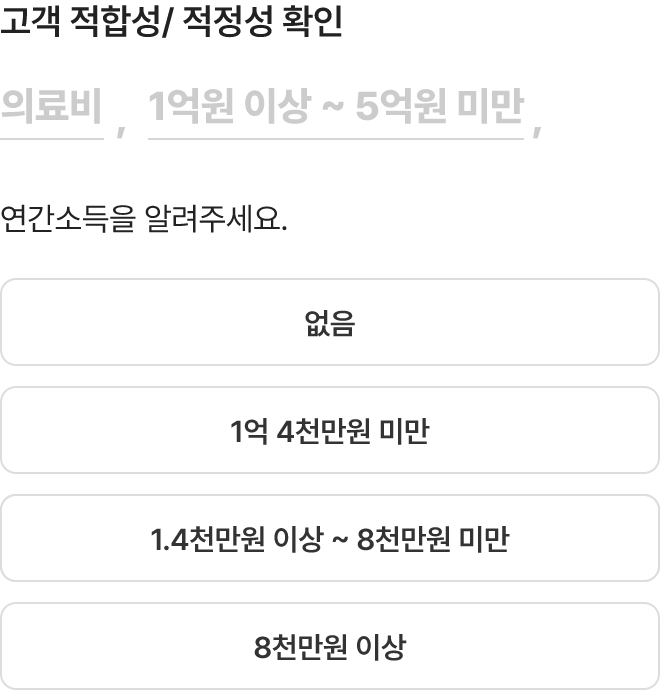 고객 적합성/ 적정성 확인
의료비 , 1억원 이상 ~ 5억원 미만 ,
연간소득을 알려주세요.
없음
1억 4천만원 미만
1.4천만원 이상 ~ 8천만원 미만
8천만원 이상